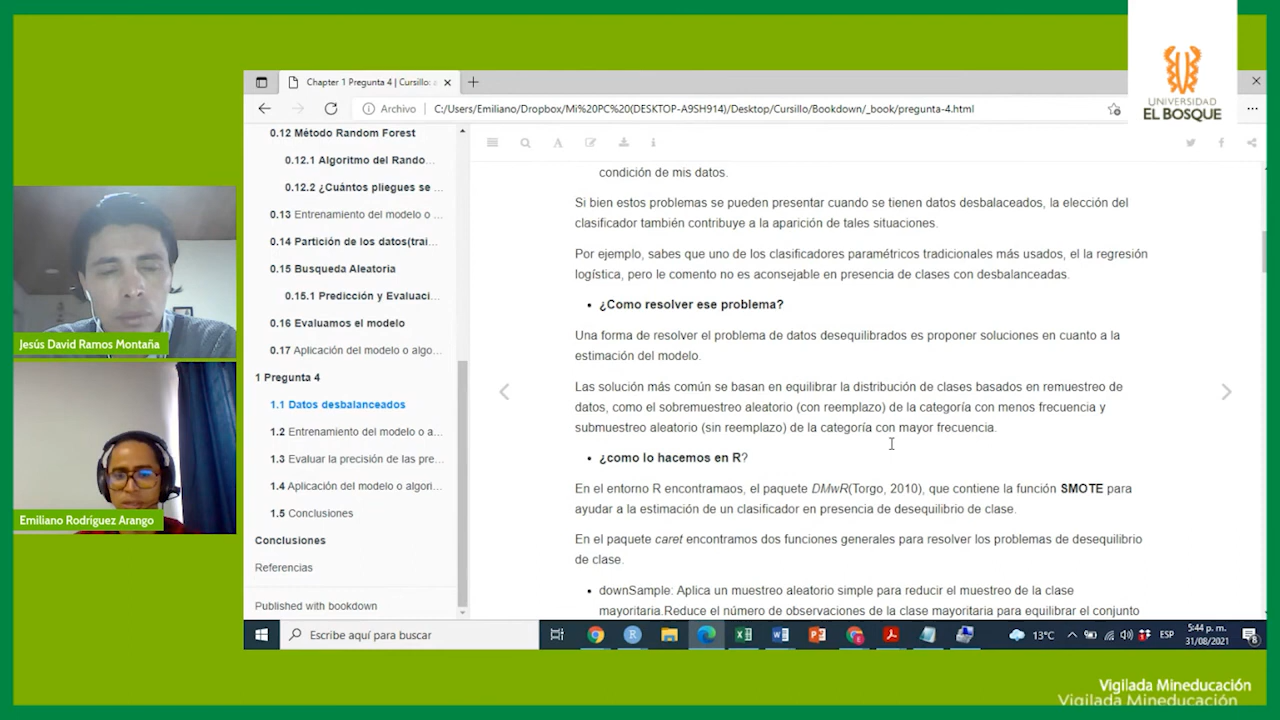 UNIVERSIDAD
EL BOSQUE
Chapter 1 Pregunta 4 | Cursillo: a
Archivo
C:/Users/Emiliano/Dropbox/Mi%20PC%20(DESKTOP-A9SH914)/Desktop/Cursillo/Bookdown/_book/pregunta-4.html
0.12 Método Random Forest
0.12.1 Algoritmo del Rando…
0.12.2 ¿Cuántos pliegues se …
0.13 Entrenamiento del modelo o …
0.14 Partición de los datos(trai…
0.15 Busqueda Aleatoria
0.15.1 Predicción y Evaluaci…
0.16 Evaluamos el modelo
0.17 Aplicación del modelo o algo…
1 Pregunta 4
1.1 Datos desbalanceados
1.2 Entrenamiento del modelo o a…
1.3 Evaluar la precisión de las pre…
1.4 Aplicación del modelo o algori…
1.5 Conclusiones
Conclusiones
Referencias
Published with bookdown
condición de mis datos.
Si bien estos problemas se pueden presentar cuando se tienen datos desbalaceados, la elección del
clasificador también contribuye a la aparición de tales situaciones.
Por ejemplo, sabes que uno de los clasificadores paramétricos tradicionales más usados, el la regresión
logística, pero le comento no es aconsejable en presencia de clases con desbalanceadas.
• ¿Como resolver ese problema?
Una forma de resolver el problema de datos desequilibrados es proponer soluciones en cuanto a la
estimación del modelo.
Las solución más común se basan en equilibrar la distribución de clases basados en remuestreo de
datos, como el sobremuestreo aleatorio (con reemplazo) de la categoría con menos frecuencia y
submuestreo aleatorio (sin reemplazo) de la categoría con mayor frecuencia.
• ¿como lo hacemos en R?
En el entorno R encontramaos, el paquete DMwR(Torgo, 2010), que contiene la función SMOTE para
ayudar a la estimación de un clasificador en presencia de desequilibrio de clase.
En el paquete caret encontramos dos funciones generales para resolver los problemas de desequilibrio
de clase.
• downSample: Aplica un muestreo aleatorio simple para reducir el muestreo de la clase
mayoritaria.Reduce el número de observaciones de la clase mayoritaria para equilibrar el conjunto
Jesús David Ramos Montaña
Emiliano Rodríguez Arango
Escribe aquí para buscar
13°C
ESP
5:44 p. m.
31/08/2021
Vigilada Mineducación
Vigilada Mineducación